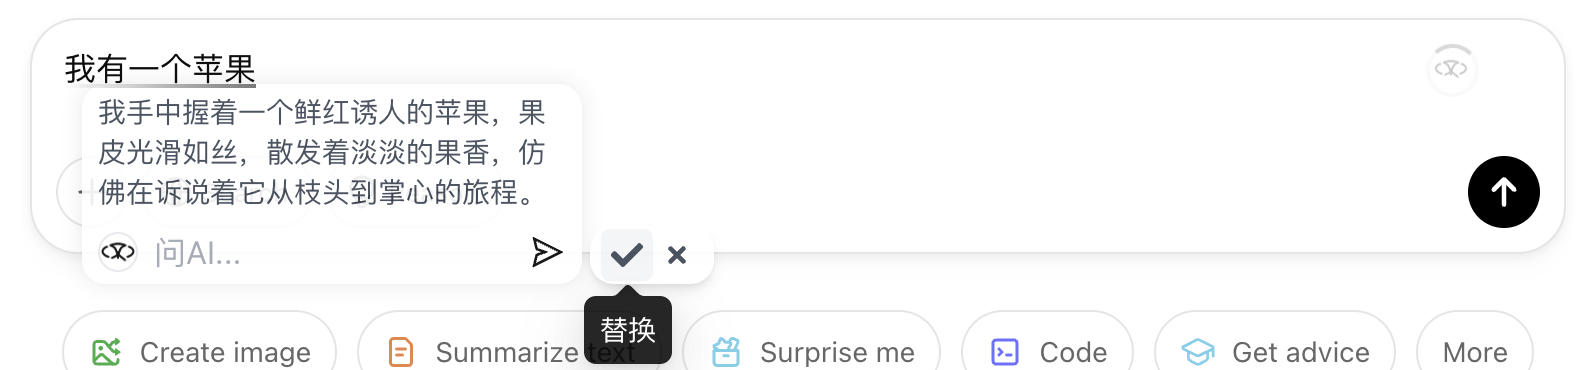 我有一个苹果
我手中握着一个鲜红诱人的苹果，果
皮光滑如丝，散发着淡淡的果香，仿
佛在诉说着它从枝头到掌心的旅程。
问AI...
替换
Create image
Summarize text
Surprise me
Code
Get advice
More